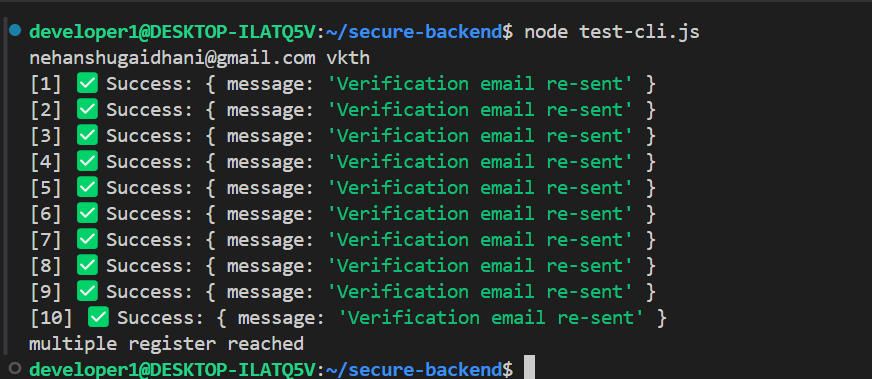 developer1@DESKTOP-ILATQ5V:~/secure-backend$ node test-cli.js
nehanshugaidhani@gmail.com vkth
[1] ✅ Success: { message: 'Verification email re-sent' }
[2] ✅ Success: { message: 'Verification email re-sent' }
[3] ✅ Success: { message: 'Verification email re-sent' }
[4] ✅ Success: { message: 'Verification email re-sent' }
[5] ✅ Success: { message: 'Verification email re-sent' }
[6] ✅ Success: { message: 'Verification email re-sent' }
[7] ✅ Success: { message: 'Verification email re-sent' }
[8] ✅ Success: { message: 'Verification email re-sent' }
[9] ✅ Success: { message: 'Verification email re-sent' }
[10] ✅ Success: { message: 'Verification email re-sent' }
multiple register reached
developer1@DESKTOP-ILATQ5V:~/secure-backend$